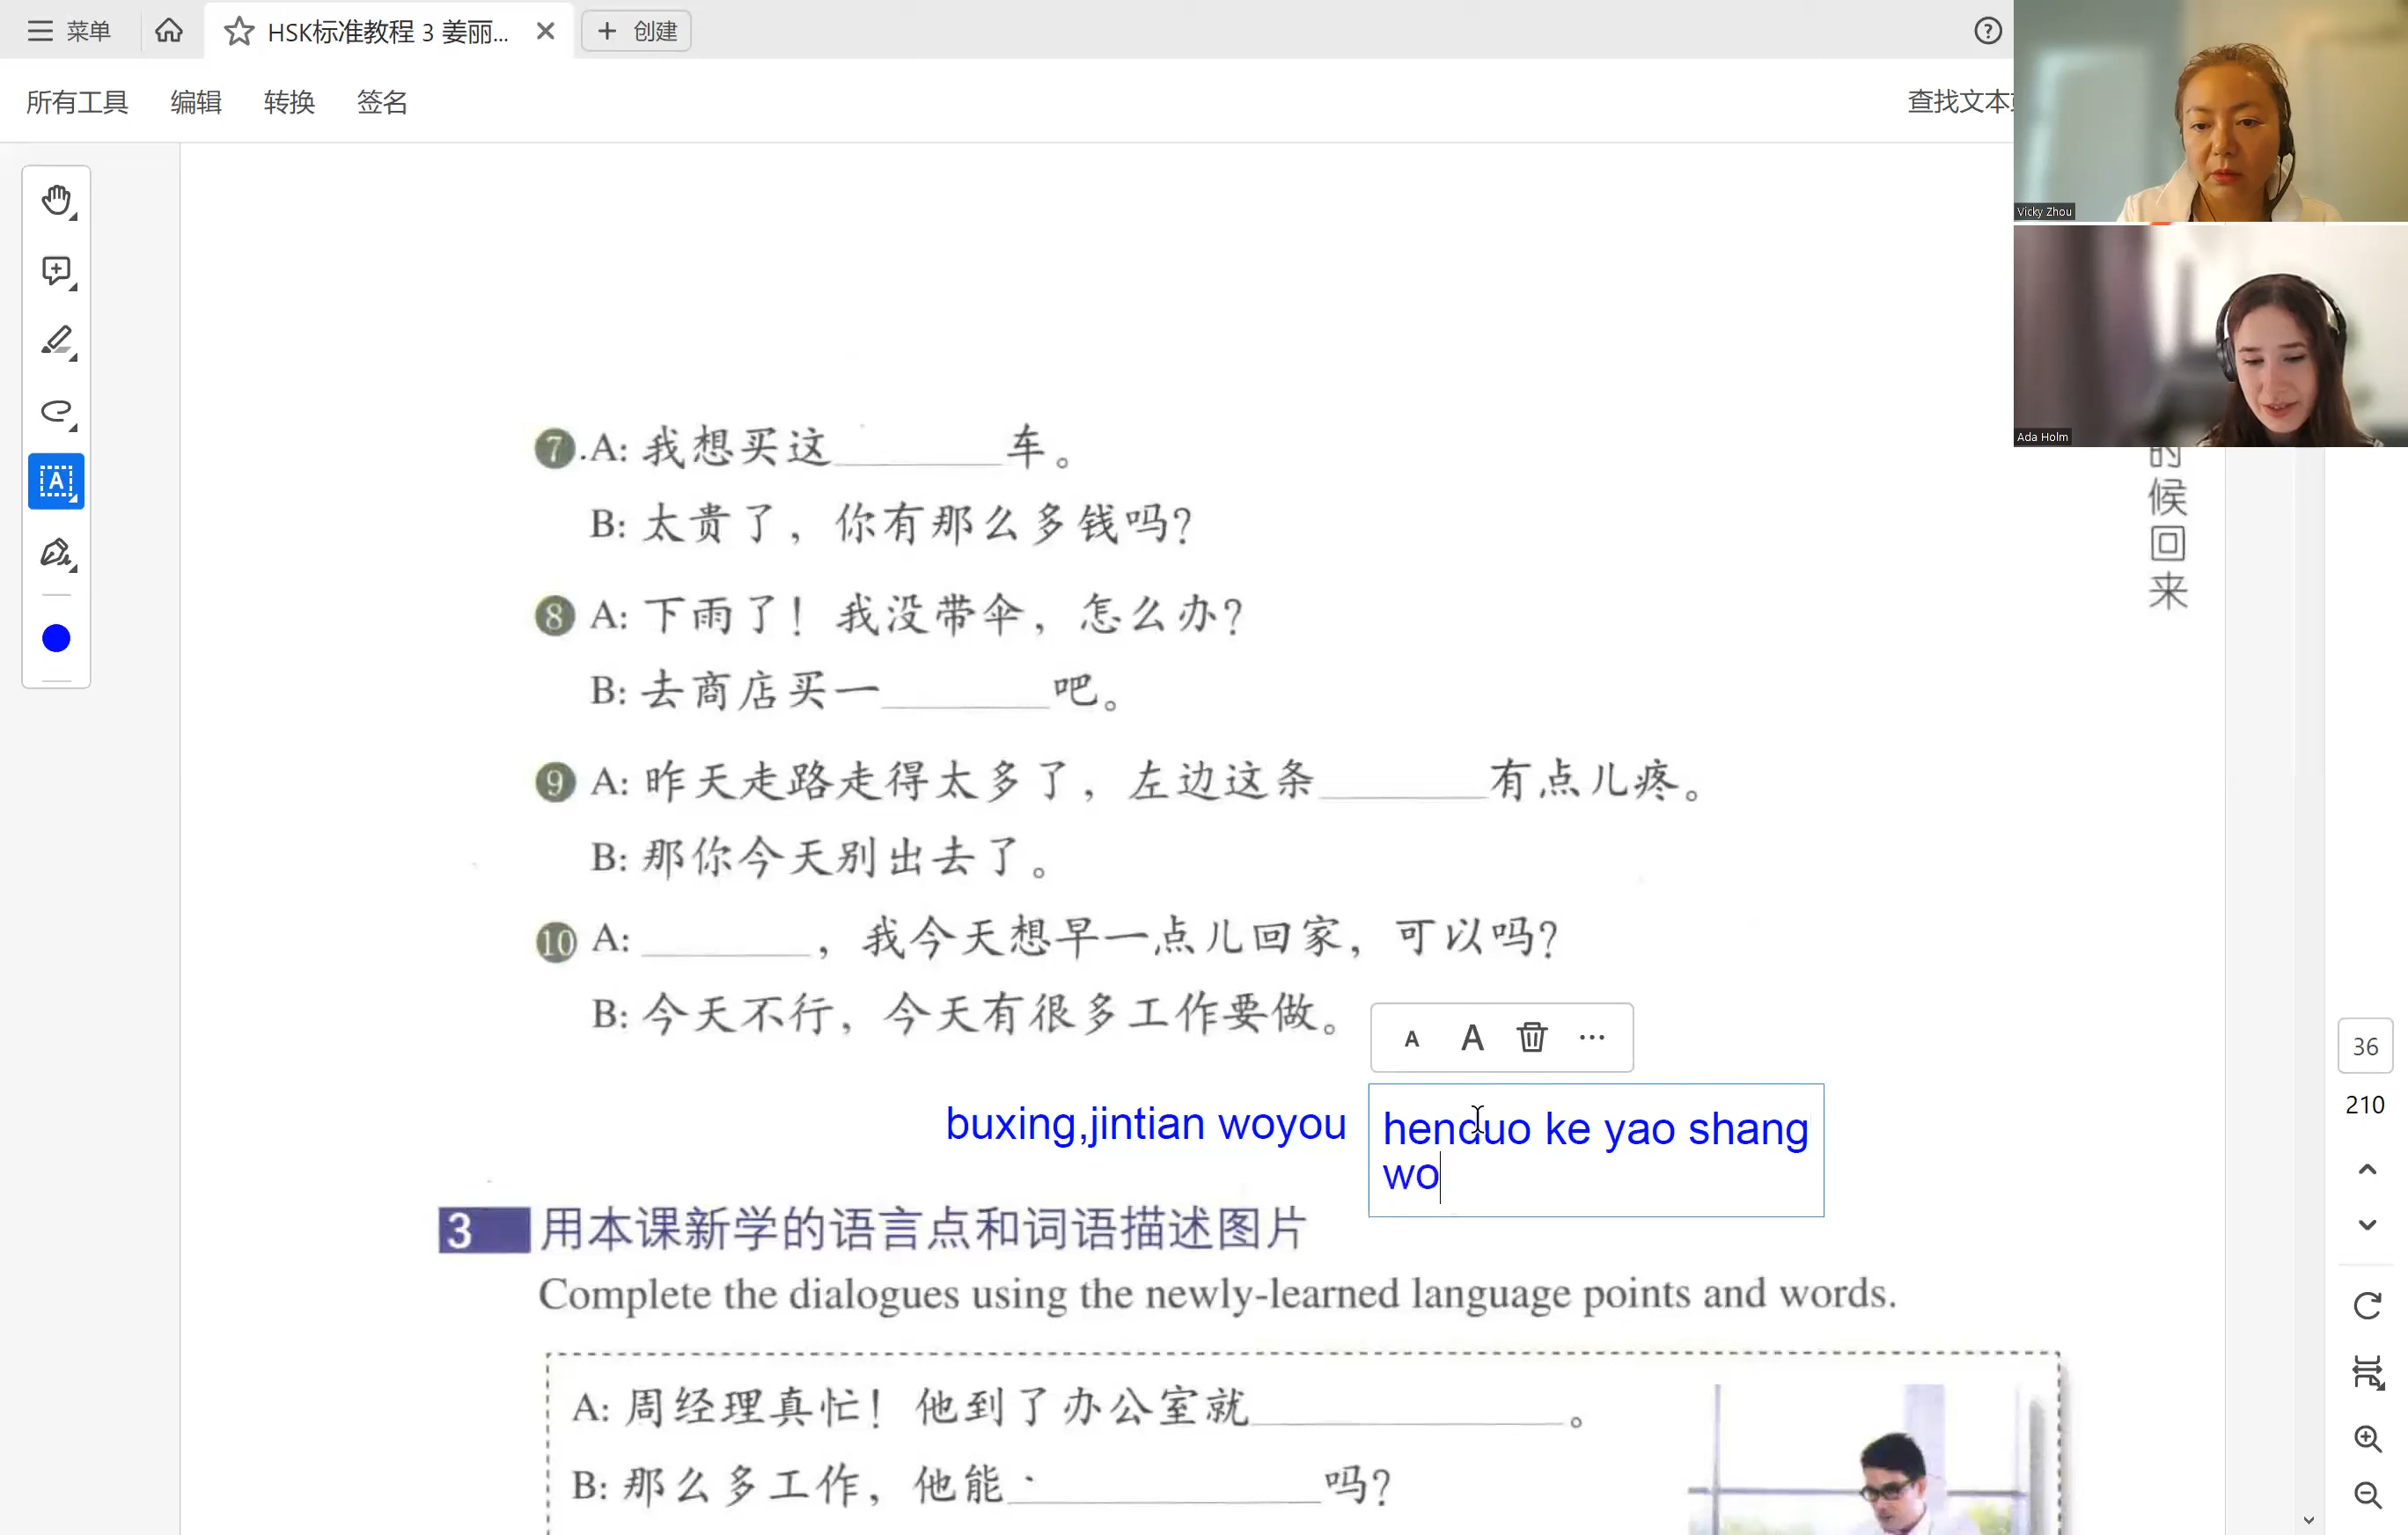 菜单
HSK标准教程 3 姜丽...
创建
所有工具
编辑
转换
签名
查找文本
Vicky Zhou
Ada Holm
的候回来
7 A: 我想买这______车。
B: 太贵了，你有那么多钱吗？
8 A: 下雨了！我没带伞，怎么办？
B: 去商店买一______吧。
9 A: 昨天走路走得太多了，左边这条______有点儿疼。
B: 那你今天别出去了。
10 A: ______，我今天想早一点儿回家，可以吗？
B: 今天不行，今天有很多工作要做。
A A ...
buxing,jintian woyou
henduo ke yao shang
wo
3 用本课新学的语言点和词语描述图片
Complete the dialogues using the newly-learned language points and words.
A: 周经理真忙！他到了办公室就______。
B: 那么多工作，他能______吗？
36
210